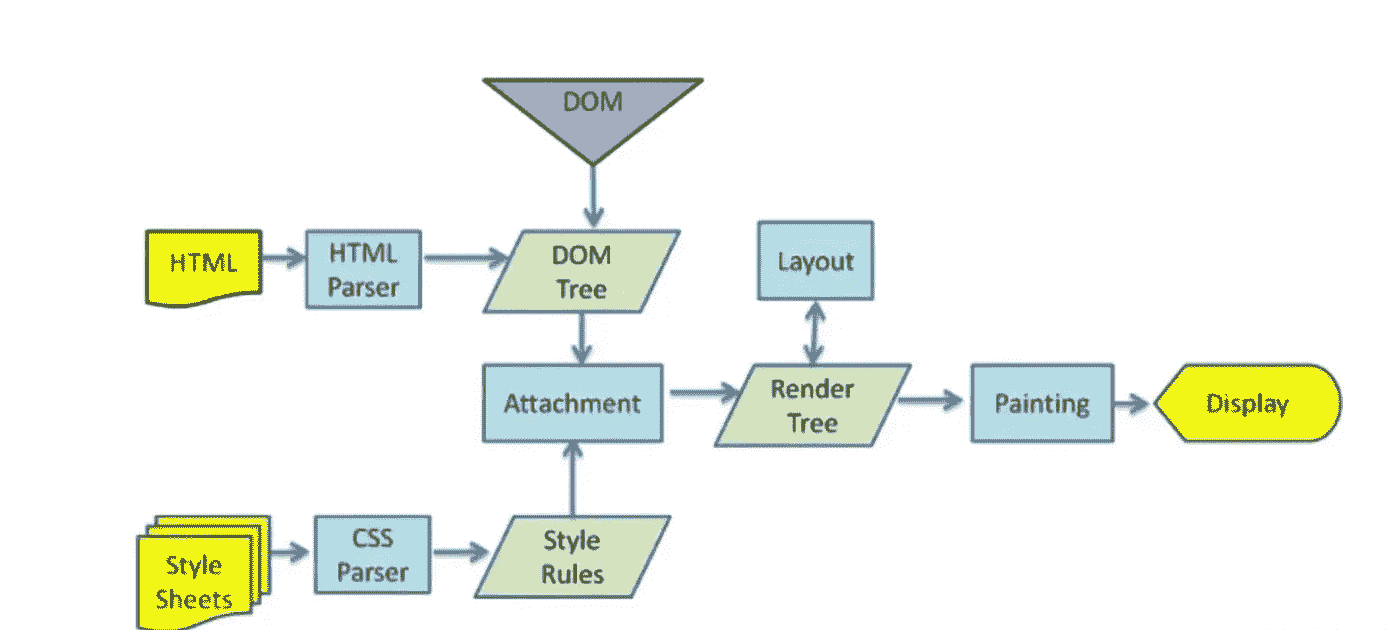 DOM
HTML
HTML
Parser
DOM
Tree
Layout
Attachment
Render
Tree
Painting
Display
Style
Sheets
CSS
Parser
Style
Rules